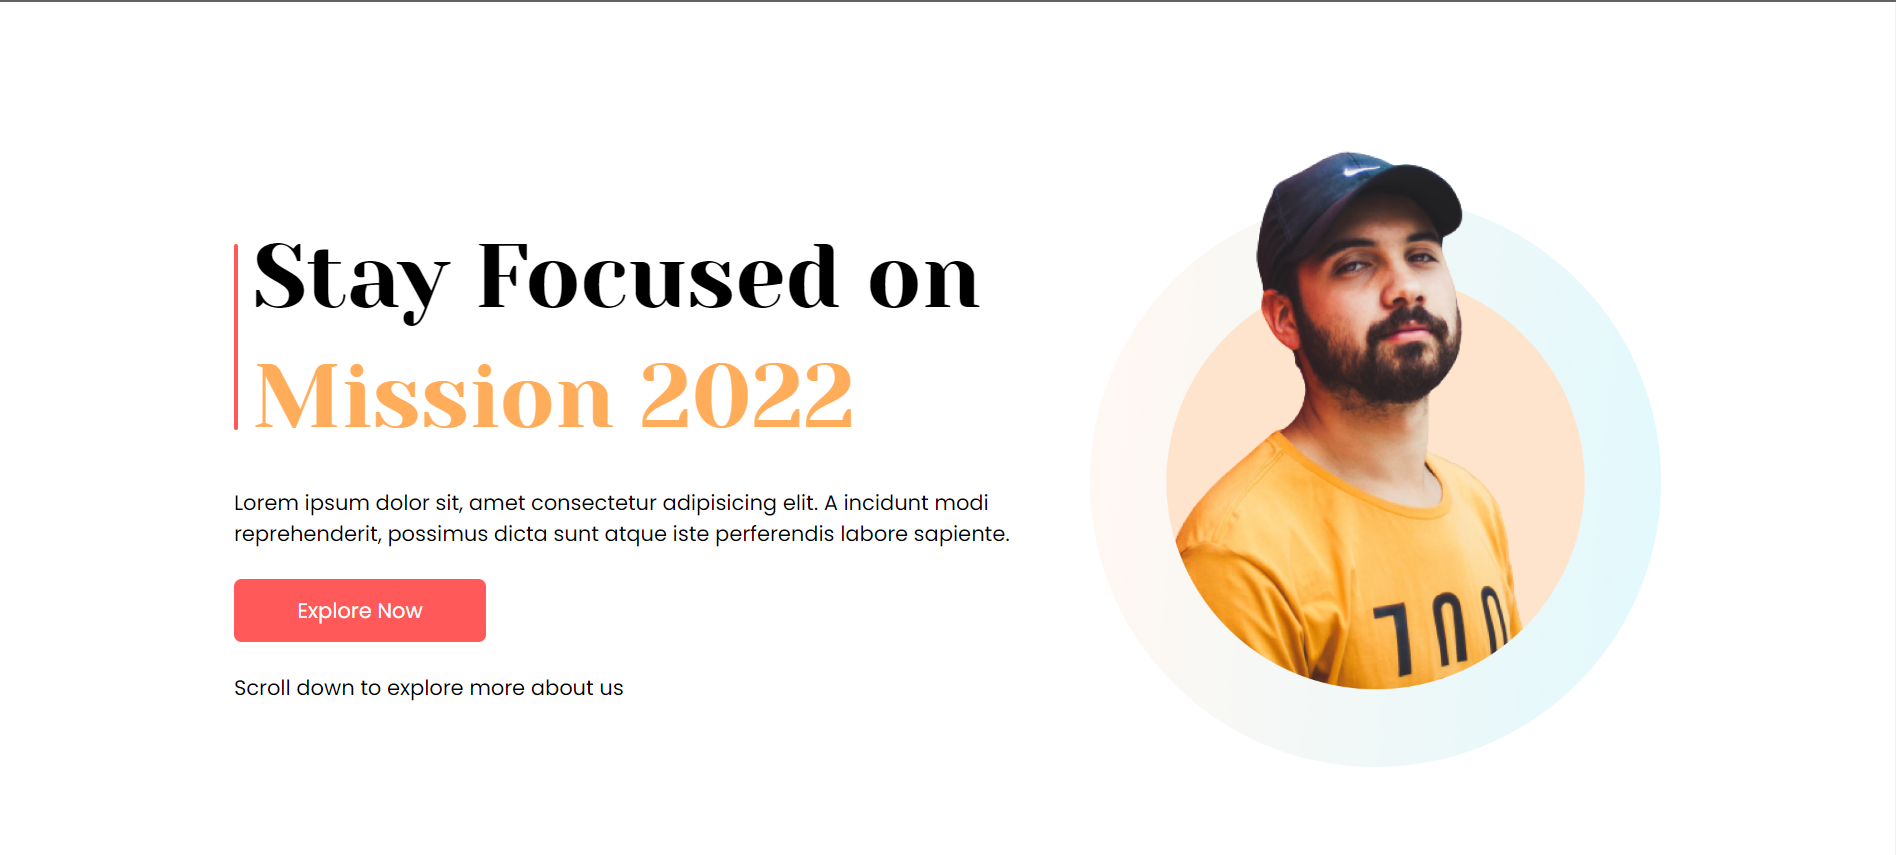 Stay Focused on
Mission 2022
Lorem ipsum dolor sit, amet consectetur adipisicing elit. A incidunt modi
reprehenderit, possimus dicta sunt atque iste perferendis labore sapiente.
Explore Now
Scroll down to explore more about us